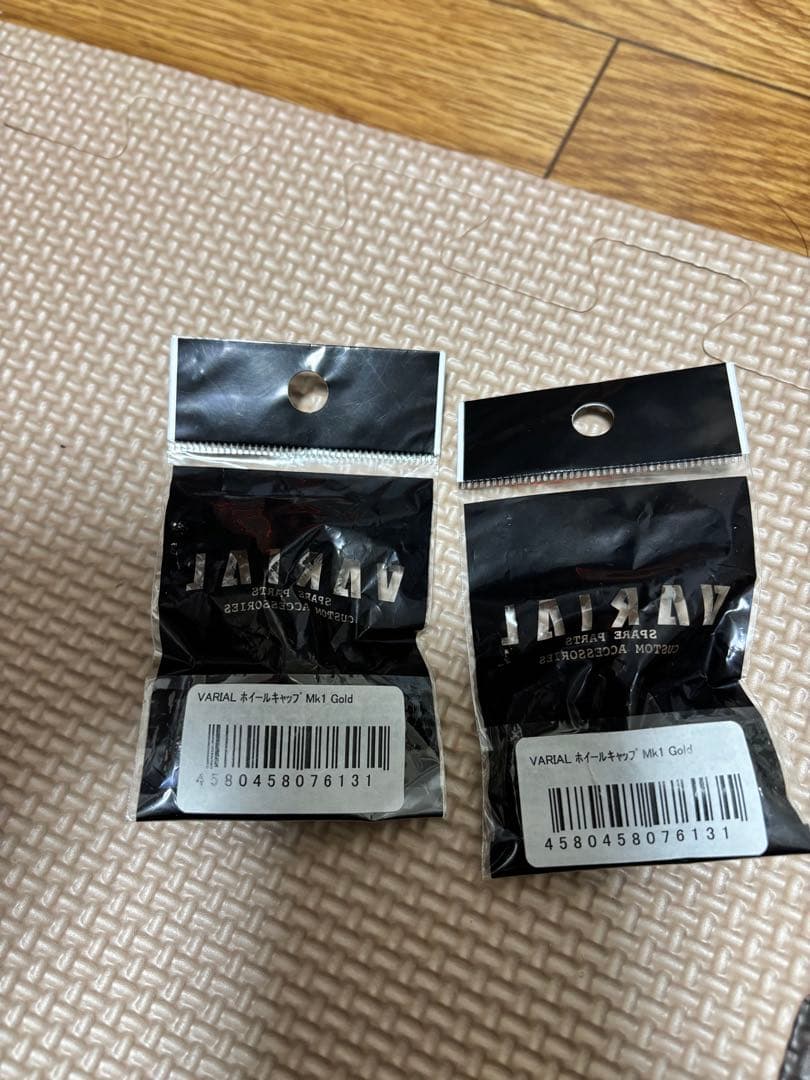 VARIAL
SPARE PARTS
CUSTOM ACCESSORIES
VARIAL ホイールキャップ Mk1 Gold
4580458076131
VARIAL
SPARE PARTS
CUSTOM ACCESSORIES
VARIAL ホイールキャップ Mk1 Gold
4580458076131